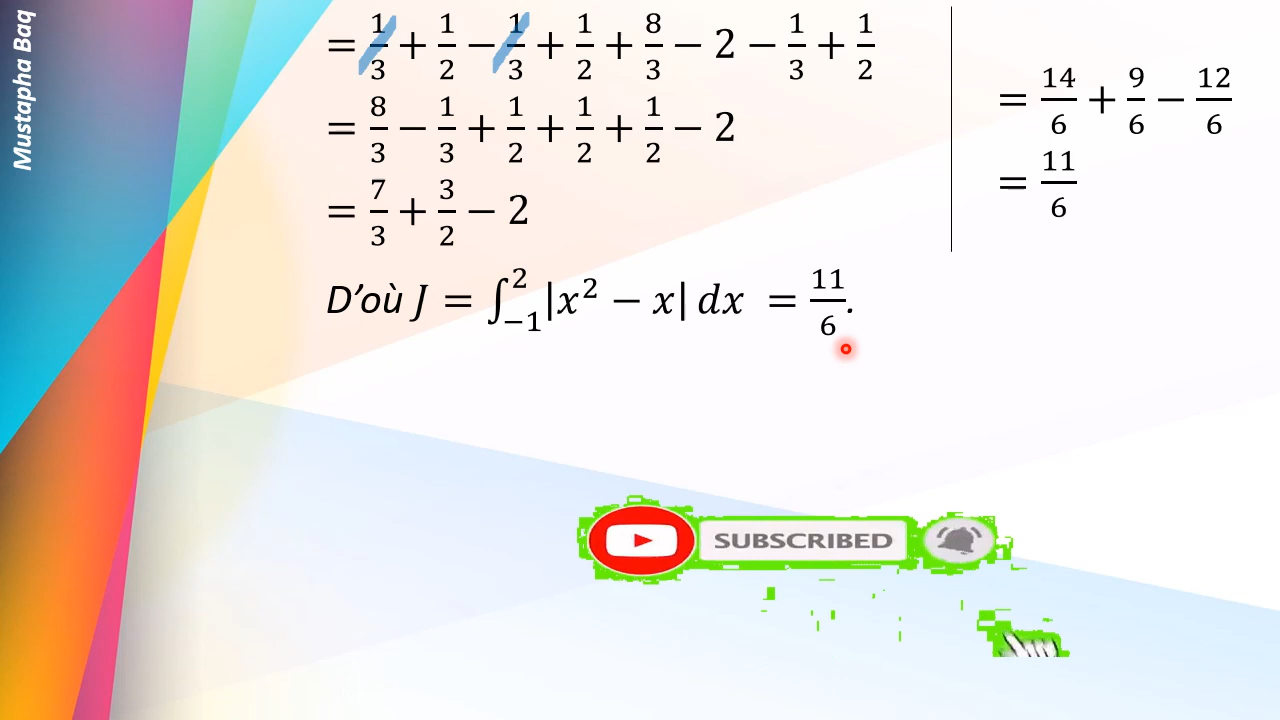 Mustapha Baq
= 1/3 + 1/2 − 1/3 + 1/2 + 8/3 − 2 − 1/3 + 1/2
= 8/3 − 1/3 + 1/2 + 1/2 + 1/2 − 2
= 7/3 + 3/2 − 2
= 14/6 + 9/6 − 12/6
= 11/6
D’où J = ∫₋₁² |x² − x| dx = 11/6.
SUBSCRIBED